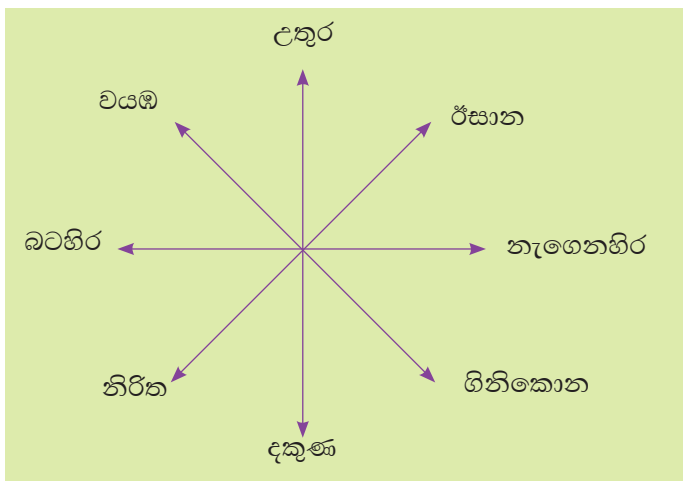 උතුර
වයඹ
ඊසාන
බටහිර
නැගෙනහිර
නිරිත
ගිනිකොන
දකුණ